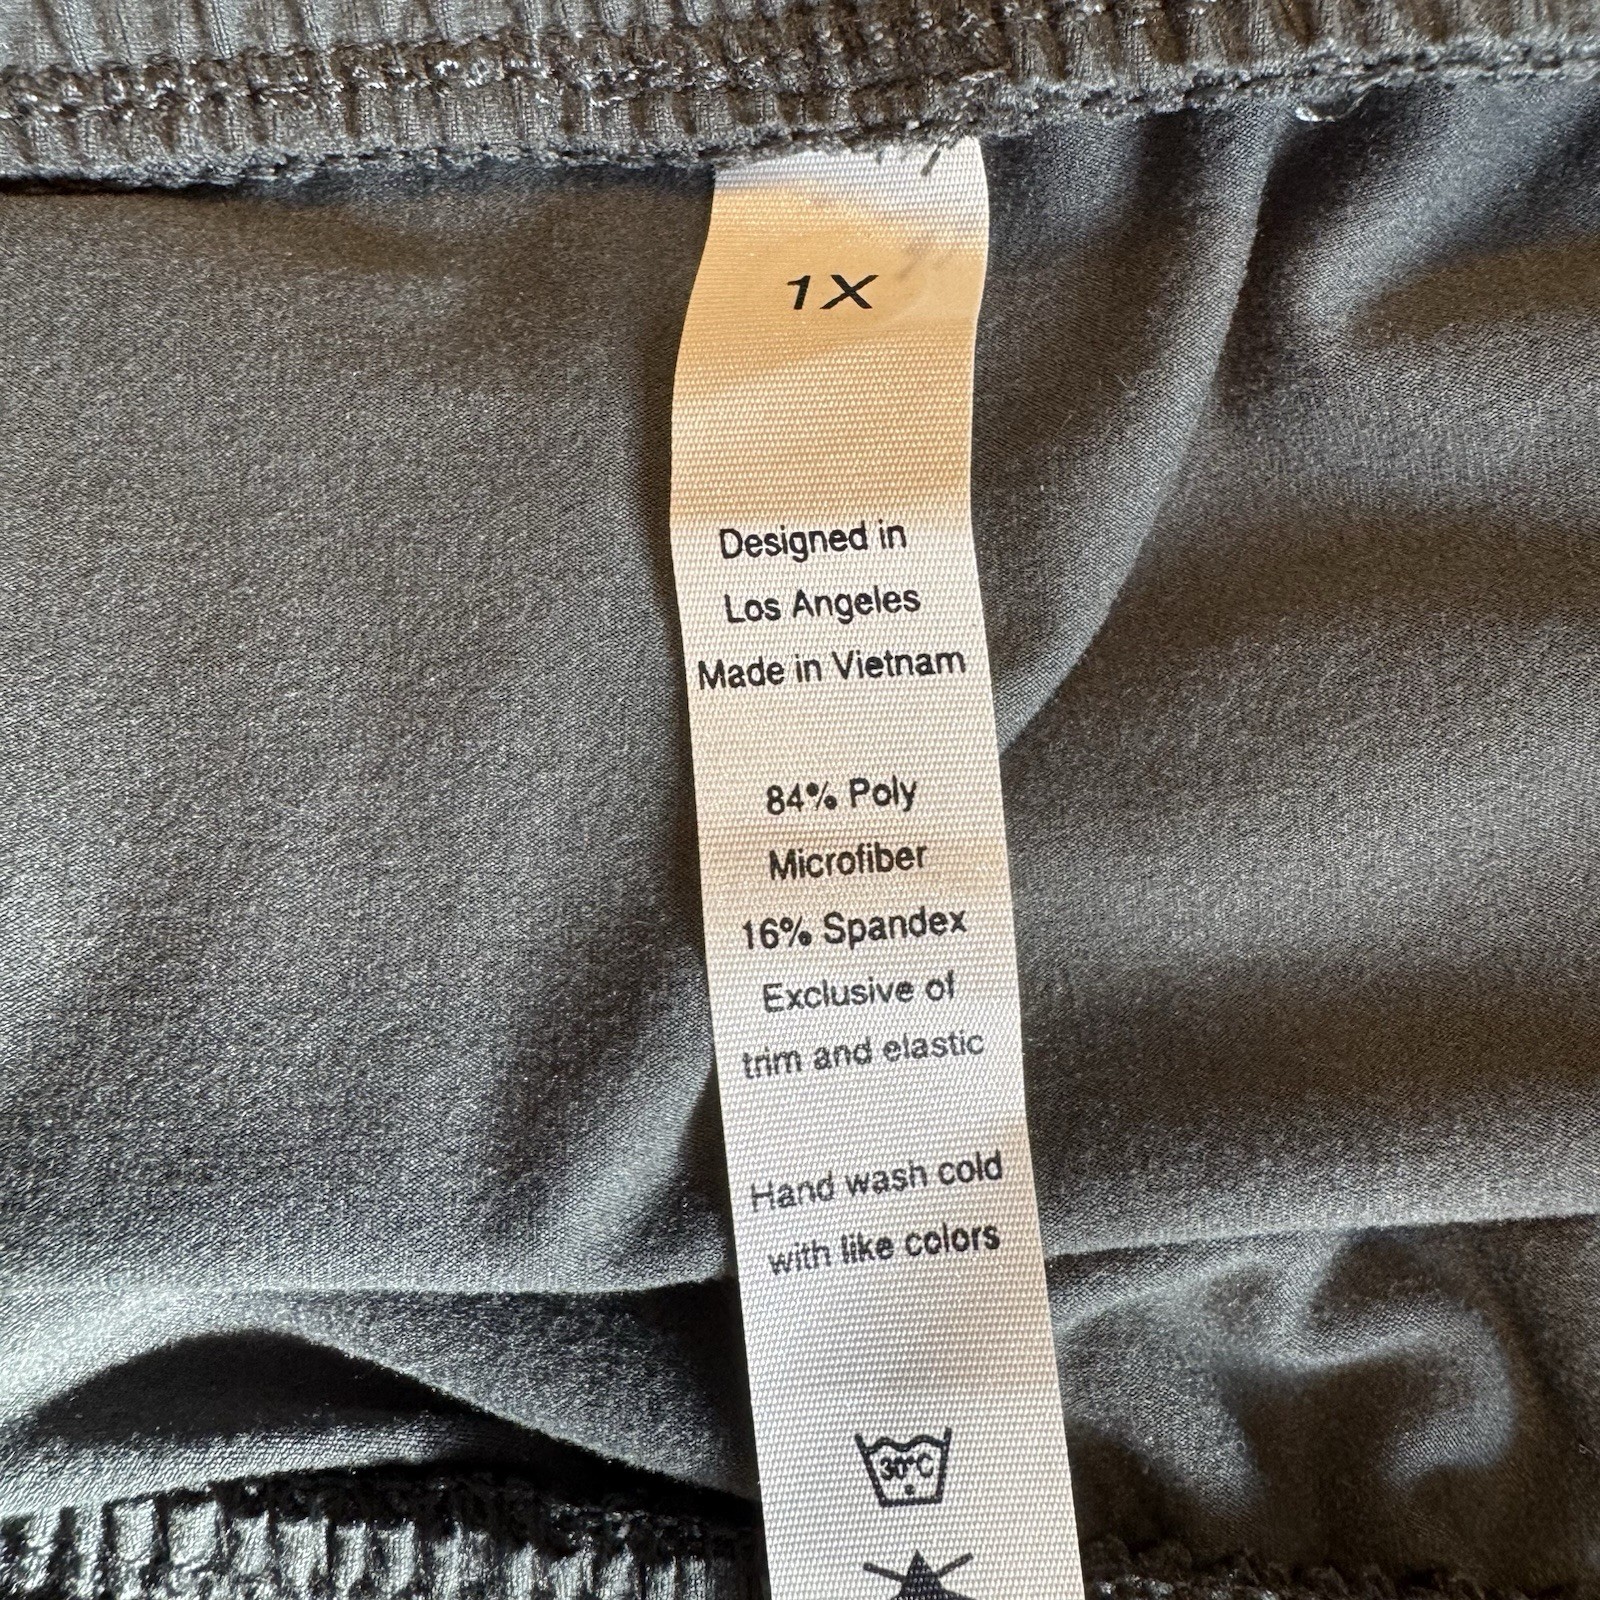 1X
Designed in
Los Angeles
Made in Vietnam
84% Poly
Microfiber
16% Spandex
Exclusive of
trim and elastic
Hand wash cold
with like colors
30°C